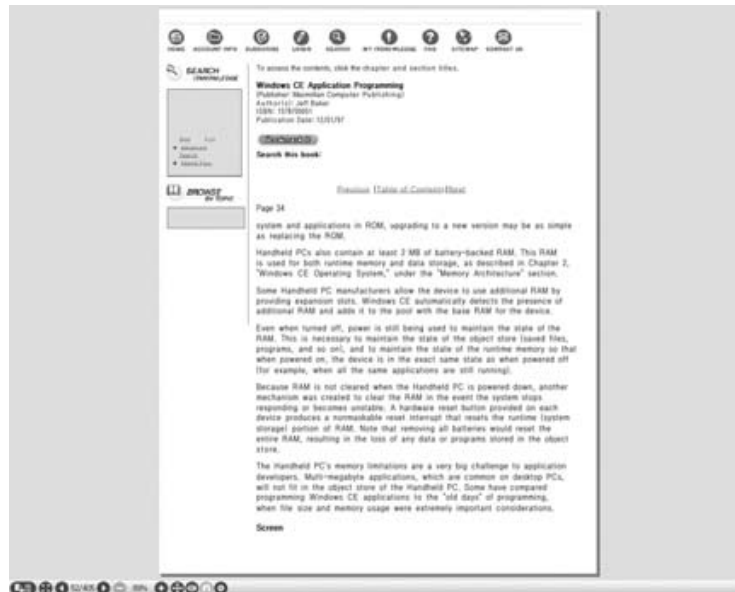 HOME ACCOUNT INFO SUBSCRIBE LOGIN SEARCH MY ITKNOWLEDGE FAQ SITEMAP CONTACT US
SEARCH
To access the contents, click the chapter and section titles.
Windows CE Application Programming
(Publisher: Macmillan Computer Publishing)
Author(s): Jeff Baker
ISBN:
Publication Date: 12/01/97
Search this book:
BROWSE
BY TOPIC
Previous |Table of Contents|Next
Page 34
system and applications in ROM, upgrading to a new version may be as simple
as replacing the ROM.
Handheld PCs also contain at least 2 MB of battery-backed RAM. This RAM
is used for both runtime memory and data storage, as described in Chapter 2,
"Windows CE Operating System," under the "Memory Architecture" section.
Some Handheld PC manufacturers allow the device to use additional RAM by
providing expansion slots. Windows CE automatically detects the presence of
additional RAM and adds it to the pool with the base RAM for the device.
Even when turned off, power is still being used to maintain the state of the
RAM. This is necessary to maintain the state of the object store (saved files,
programs, and so on), and to maintain the state of the runtime memory so that
when powered on, the device is in the exact same state as when powered off
(for example, when all the same applications are still running).
Because RAM is not cleared when the Handheld PC is powered down, another
mechanism was created to clear the RAM in the event the system stops
responding or becomes unstable. A hardware reset button provided on each
device produces a nonmaskable reset interrupt that resets the runtime (system
storage) portion of RAM. Note that removing all batteries would reset the
entire RAM, resulting in the loss of any data or programs stored in the object
store.
The Handheld PC's memory limitations are a very big challenge to application
developers. Multi-megabyte applications, which are common on desktop PCs,
will not fit in the object store of the Handheld PC. Some have compared
programming Windows CE applications to the "old days" of programming,
when file size and memory usage were extremely important considerations.
Screen